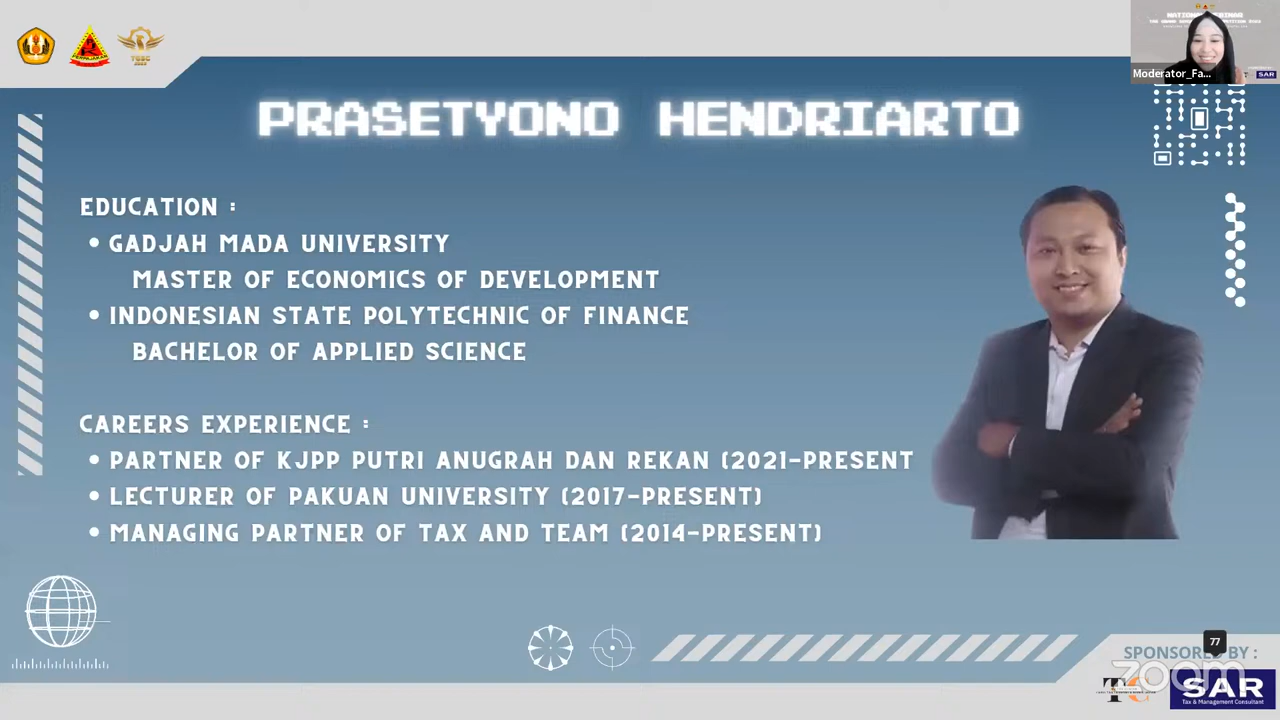 PRASETYONO HENDRIARTO
EDUCATION :
• GADJAH MADA UNIVERSITY
MASTER OF ECONOMICS OF DEVELOPMENT
• INDONESIAN STATE POLYTECHNIC OF FINANCE
BACHELOR OF APPLIED SCIENCE
CAREERS EXPERIENCE :
• PARTNER OF KJPP PUTRI ANUGRAH DAN REKAN (2021-PRESENT
• LECTURER OF PAKUAN UNIVERSITY (2017-PRESENT)
• MANAGING PARTNER OF TAX AND TEAM (2014-PRESENT)
Moderator_Fa...
SAR
77
SPONSORED BY :
zoom
SAR
Tax & Management Consultant